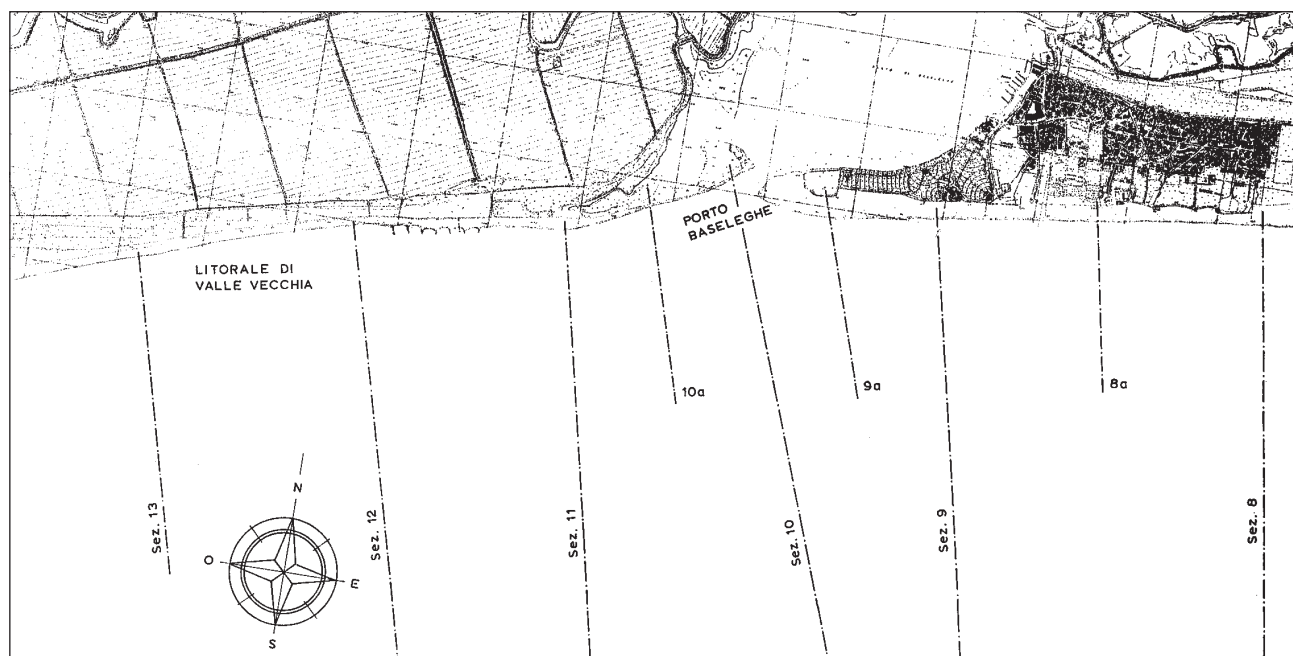 PORTO
BASELEGHE
LITORALE DI
VALLE VECCHIA
10a
9a
8a
Sez. 13
Sez. 12
Sez. 11
Sez. 10
Sez. 9
Sez. 8
N
O
E
S